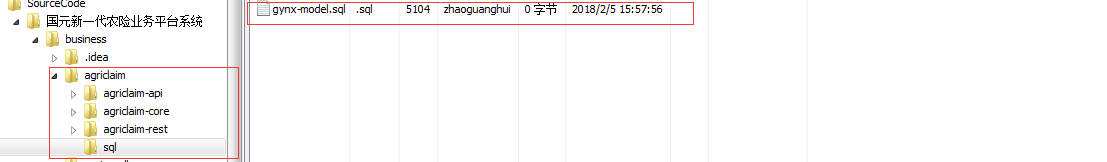 SourceCode
国元新一代农险业务平台系统
business
.idea
agriclaim
agriclaim-api
agriclaim-core
agriclaim-rest
sql
gynx-model.sql .sql 5104 zhaoguanghui 0 字节 2018/2/5 15:57:56